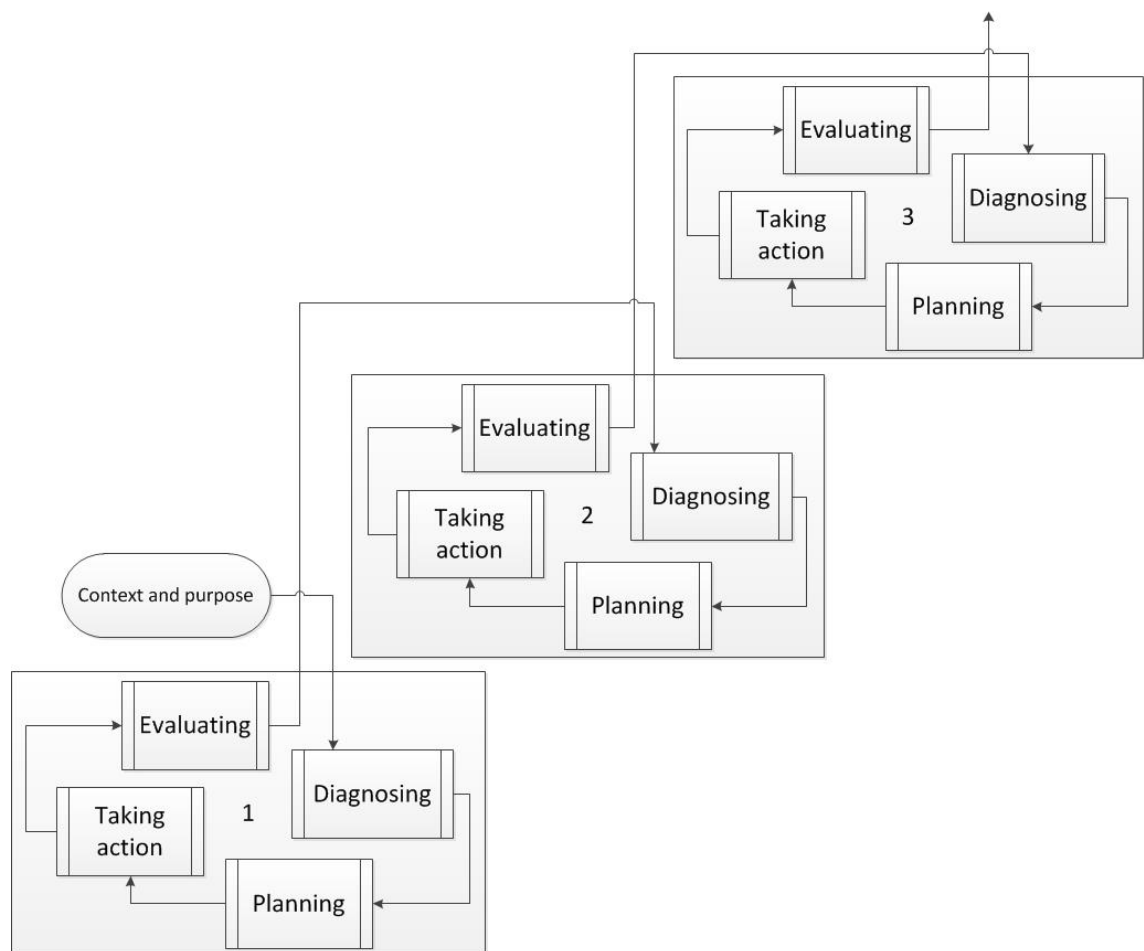 Evaluating
Diagnosing
Taking
action
3
Planning
Evaluating
Diagnosing
Taking
action
2
Planning
Context and purpose
Evaluating
Diagnosing
Taking
action
1
Planning